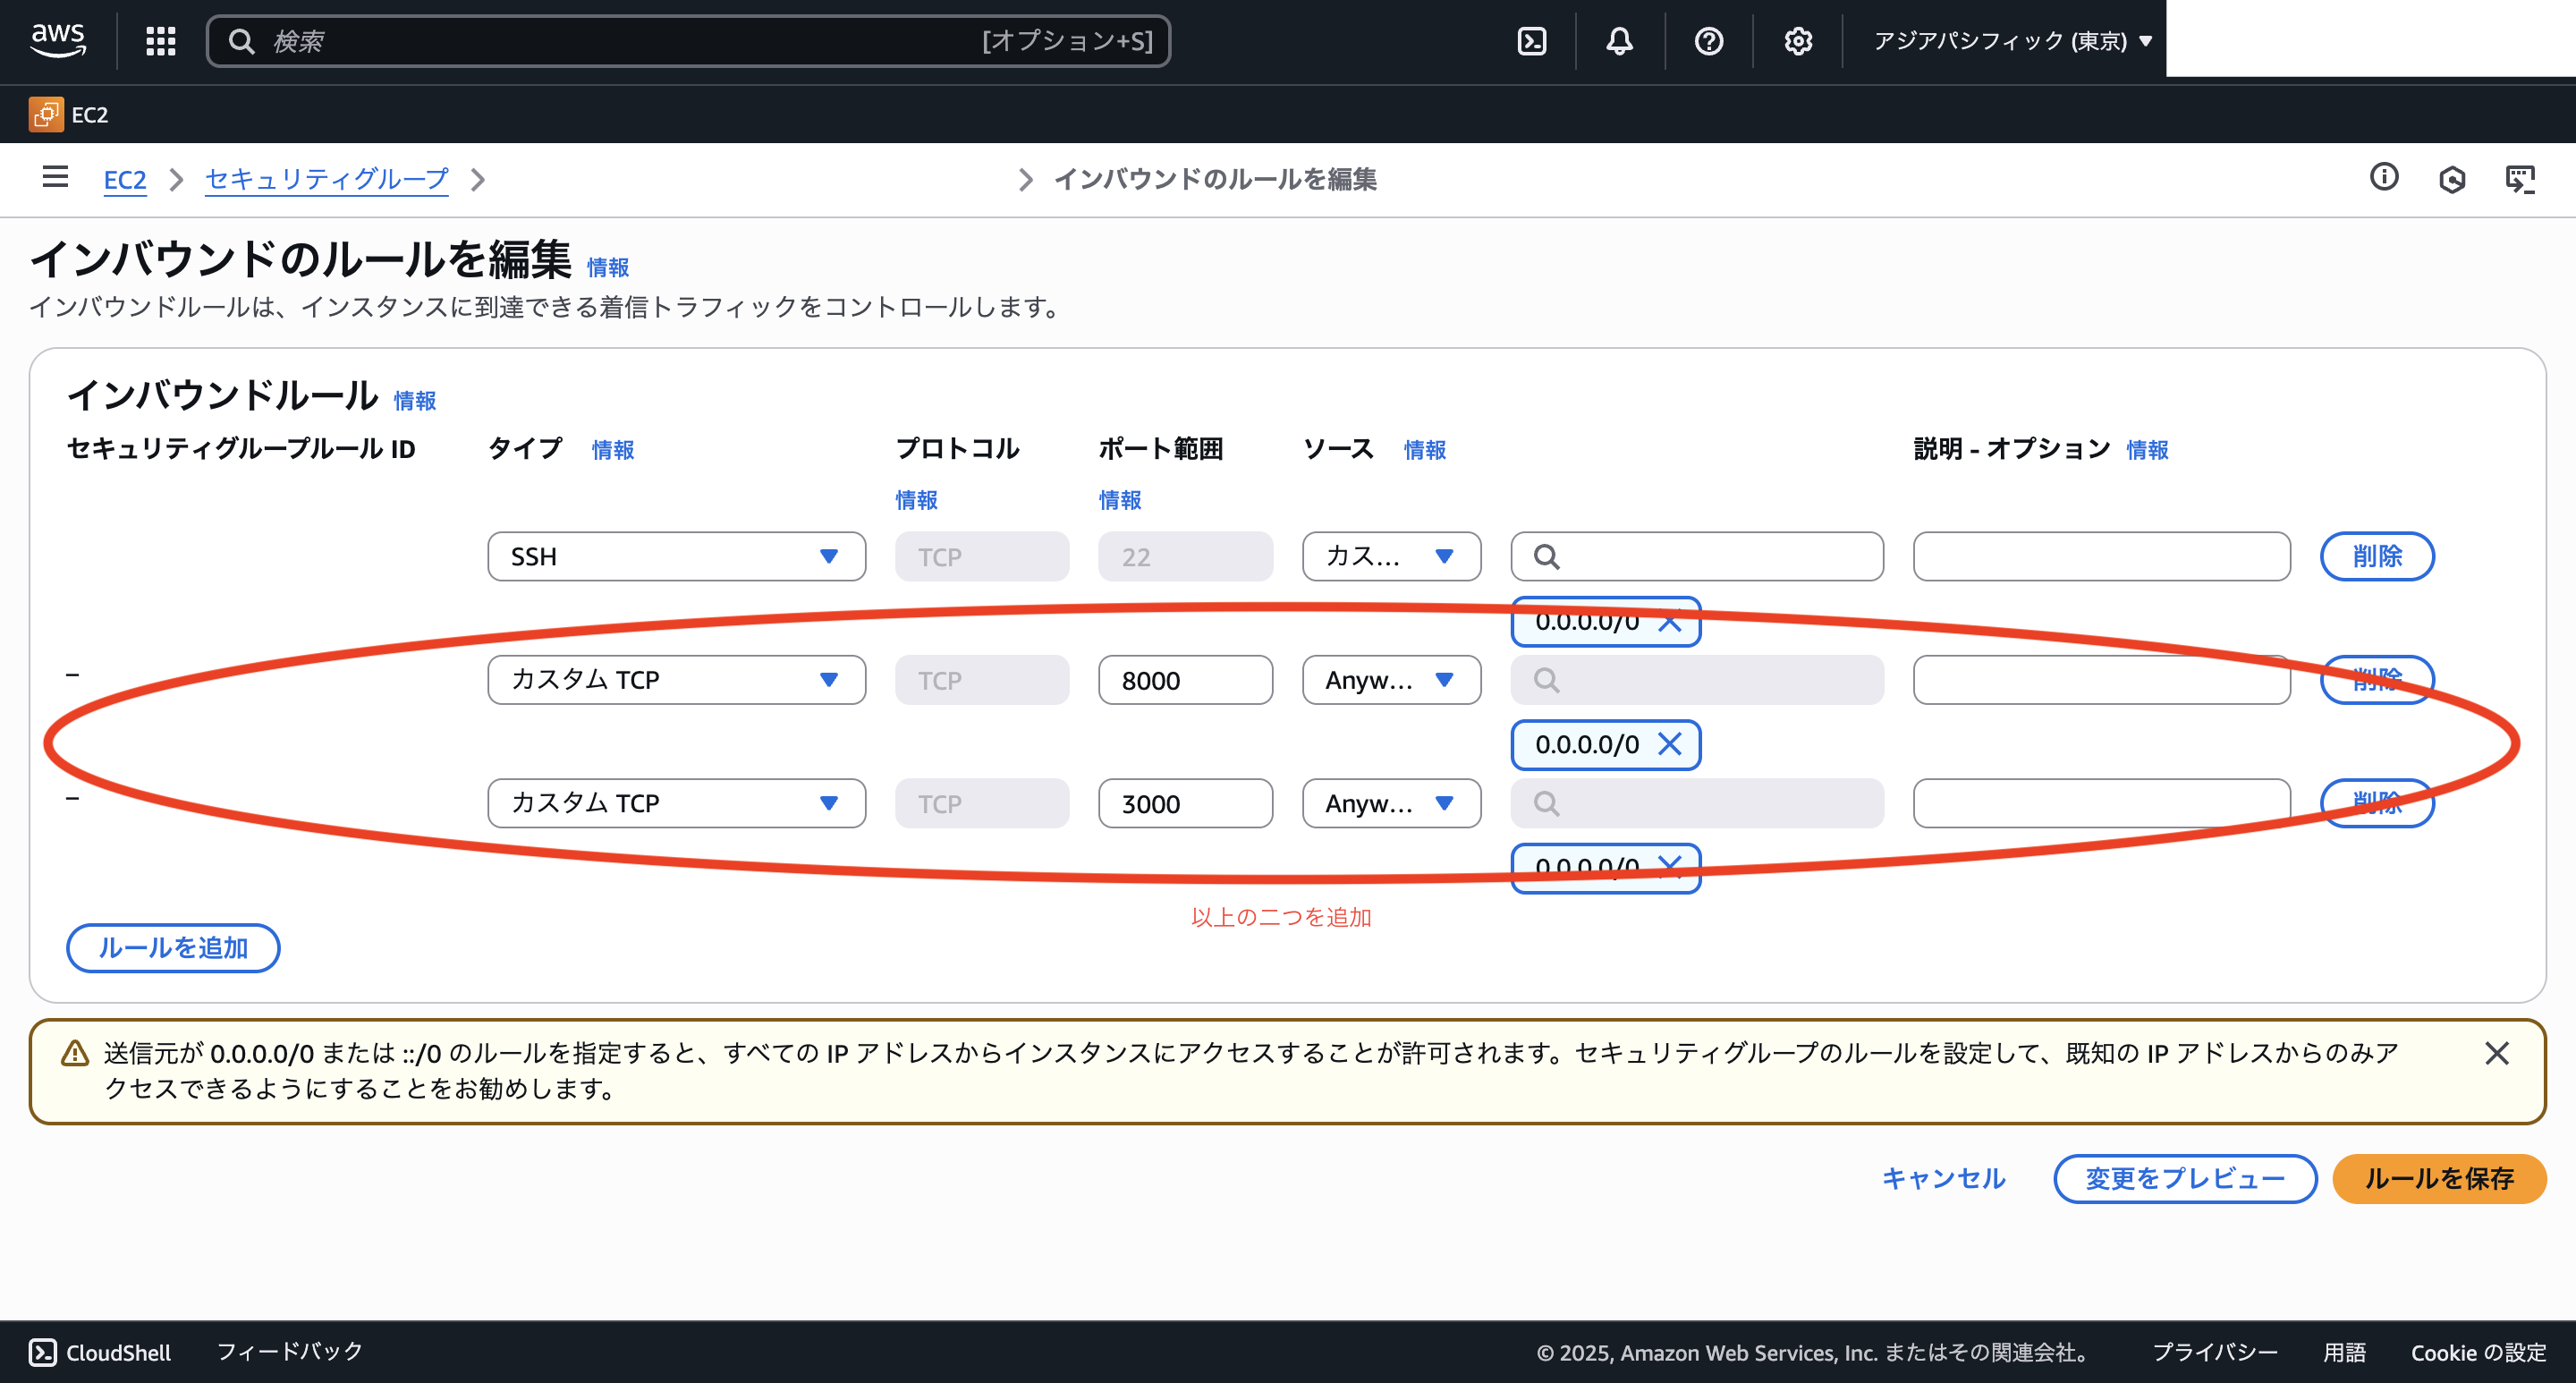 aws 検索 [オプション+S] アジアパシフィック (東京)
EC2
EC2 セキュリティグループ インバウンドのルールを編集
インバウンドのルールを編集 情報
インバウンドルールは、インスタンスに到達できる着信トラフィックをコントロールします。
インバウンドルール 情報
セキュリティグループルール ID タイプ 情報 プロトコル ポート範囲 ソース 情報 説明 - オプション 情報
情報 情報
SSH TCP 22 カス... 削除
0.0.0.0/0
– カスタム TCP TCP 8000 Anyw... 削除
0.0.0.0/0
– カスタム TCP TCP 3000 Anyw... 削除
0.0.0.0/0
以上の二つを追加
ルールを追加
送信元が 0.0.0.0/0 または ::/0 のルールを指定すると、すべての IP アドレスからインスタンスにアクセスすることが許可されます。セキュリティグループのルールを設定して、既知の IP アドレスからのみア
クセスできるようにすることをお勧めします。
キャンセル 変更をプレビュー ルールを保存
CloudShell フィードバック © 2025, Amazon Web Services, Inc. またはその関連会社。 プライバシー 用語 Cookie の設定